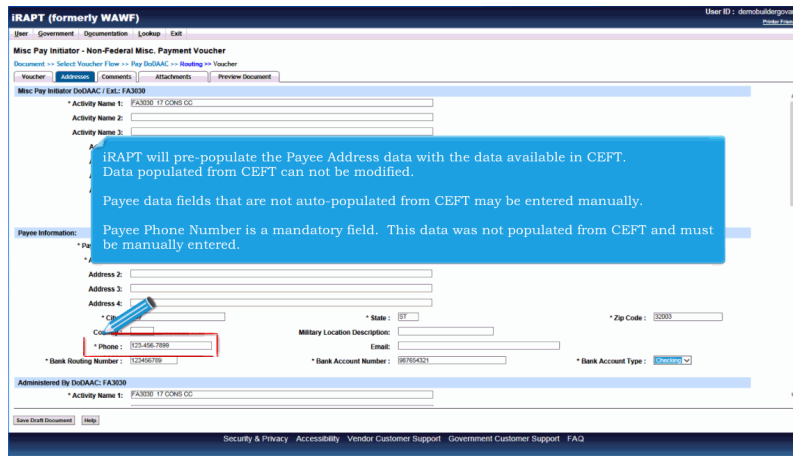 iRAPT (formerly WAWF)
User ID : demobuildergova
Printer Frien
User Government Documentation Lookup Exit
Misc Pay Initiator - Non-Federal Misc. Payment Voucher
Document >> Select Voucher Flow >> Pay DoDAAC >> Routing >> Voucher
Voucher Addresses Comments Attachments Preview Document
Misc Pay Initiator DoDAAC / Ext.: FA3030
* Activity Name 1: FA3030 17 CONS CC
Activity Name 2:
Activity Name 3:
iRAPT will pre-populate the Payee Address data with the data available in CEFT.
Data populated from CEFT can not be modified.
Payee data fields that are not auto-populated from CEFT may be entered manually.
Payee Phone Number is a mandatory field. This data was not populated from CEFT and must
be manually entered.
Payee Information:
* Pa
* A
Address 2:
Address 3:
Address 4:
* City * State : ST * Zip Code : 32003
Military Location Description:
* Phone : 123-456-7899 Email:
* Bank Routing Number : 123456789 * Bank Account Number : 987654321 * Bank Account Type : Checking
Administered By DoDAAC: FA3030
* Activity Name 1: FA3030 17 CONS CC
Save Draft Document Help
Security & Privacy Accessibility Vendor Customer Support Government Customer Support FAQ